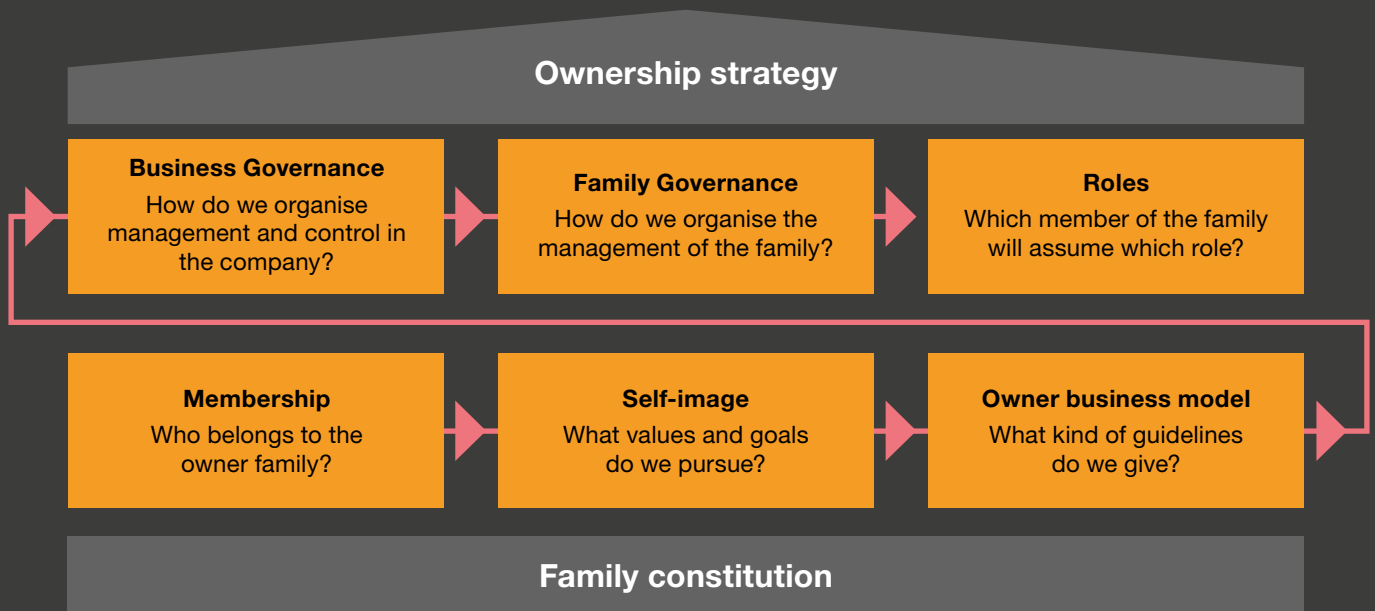 Ownership strategy
Business Governance
How do we organise
management and control in
the company?
Family Governance
How do we organise the
management of the family?
Roles
Which member of the family
will assume which role?
Membership
Who belongs to the
owner family?
Self-image
What values and goals
do we pursue?
Owner business model
What kind of guidelines
do we give?
Family constitution